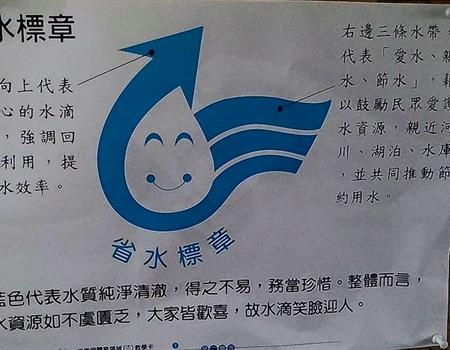 水標章
向上代表
心的水滴
，強調回
利用，提
水效率。
右邊三條水帶，
代表「愛水、親
水、節水」，藉
以鼓勵民眾愛護
水資源，親近河
川、湖泊、水庫
，並共同推動節
約用水。
省水標章
藍色代表水質純淨清澈，得之不易，務當珍惜。整體而言，
水資源如不虞匱乏，大家皆歡喜，故水滴笑臉迎人。
教學卡